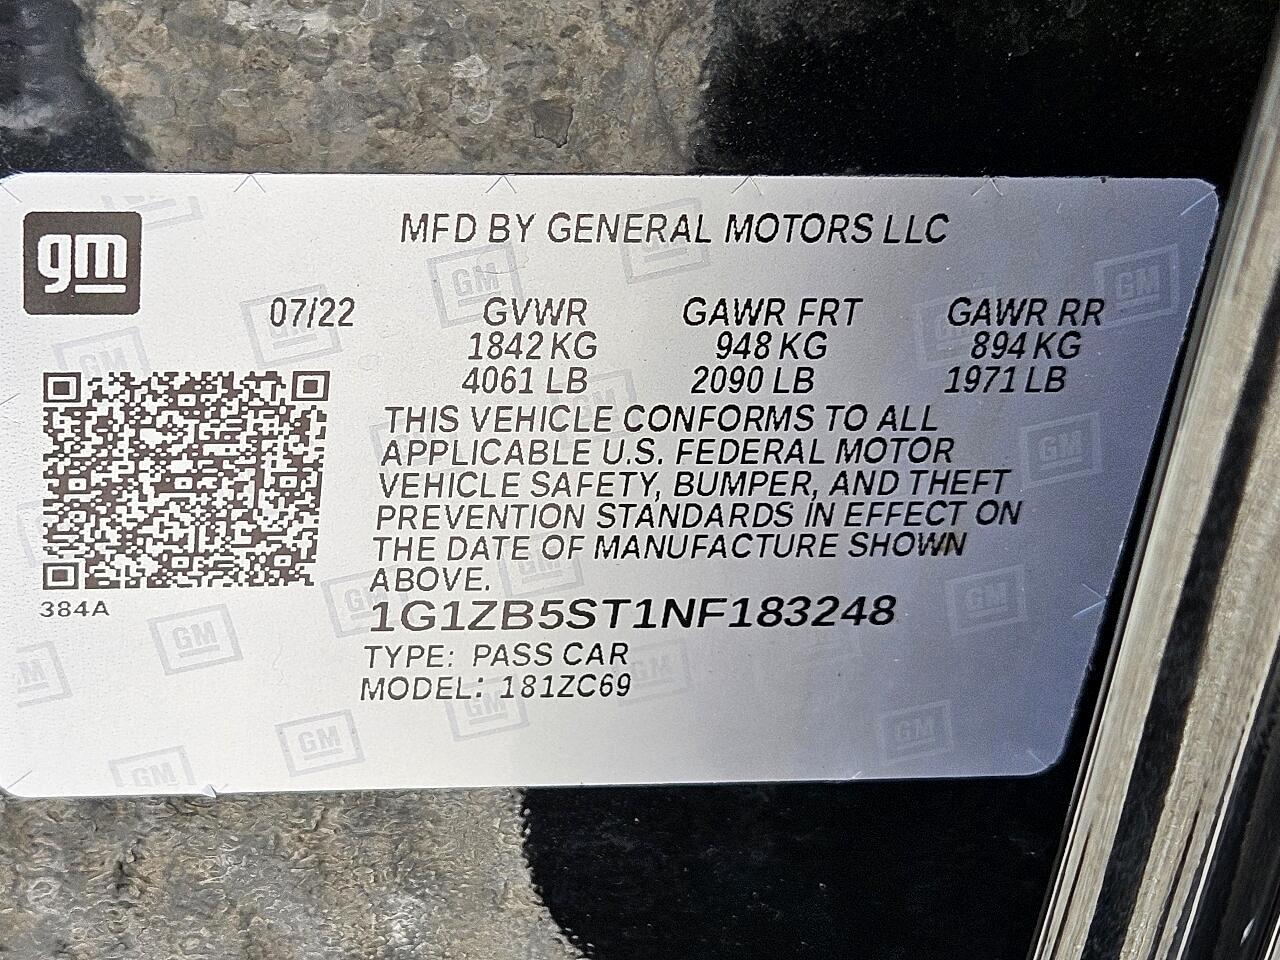 gm
MFD BY GENERAL MOTORS LLC
07/22 GVWR GAWR FRT GAWR RR
1842 KG 948 KG 894 KG
4061 LB 2090 LB 1971 LB
THIS VEHICLE CONFORMS TO ALL
APPLICABLE U.S. FEDERAL MOTOR
VEHICLE SAFETY, BUMPER, AND THEFT
PREVENTION STANDARDS IN EFFECT ON
THE DATE OF MANUFACTURE SHOWN
ABOVE.
384A
1G1ZB5ST1NF183248
TYPE: PASS CAR
MODEL: 181ZC69